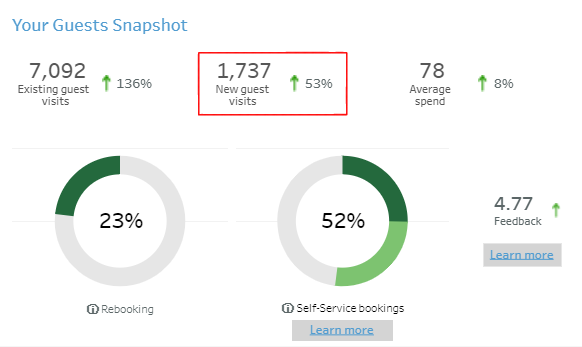 Your Guests Snapshot
7,092 136%
Existing guest
visits
1,737 53%
New guest
visits
78 8%
Average
spend
23%
Rebooking
52%
Self-Service bookings
Learn more
4.77
Feedback
Learn more